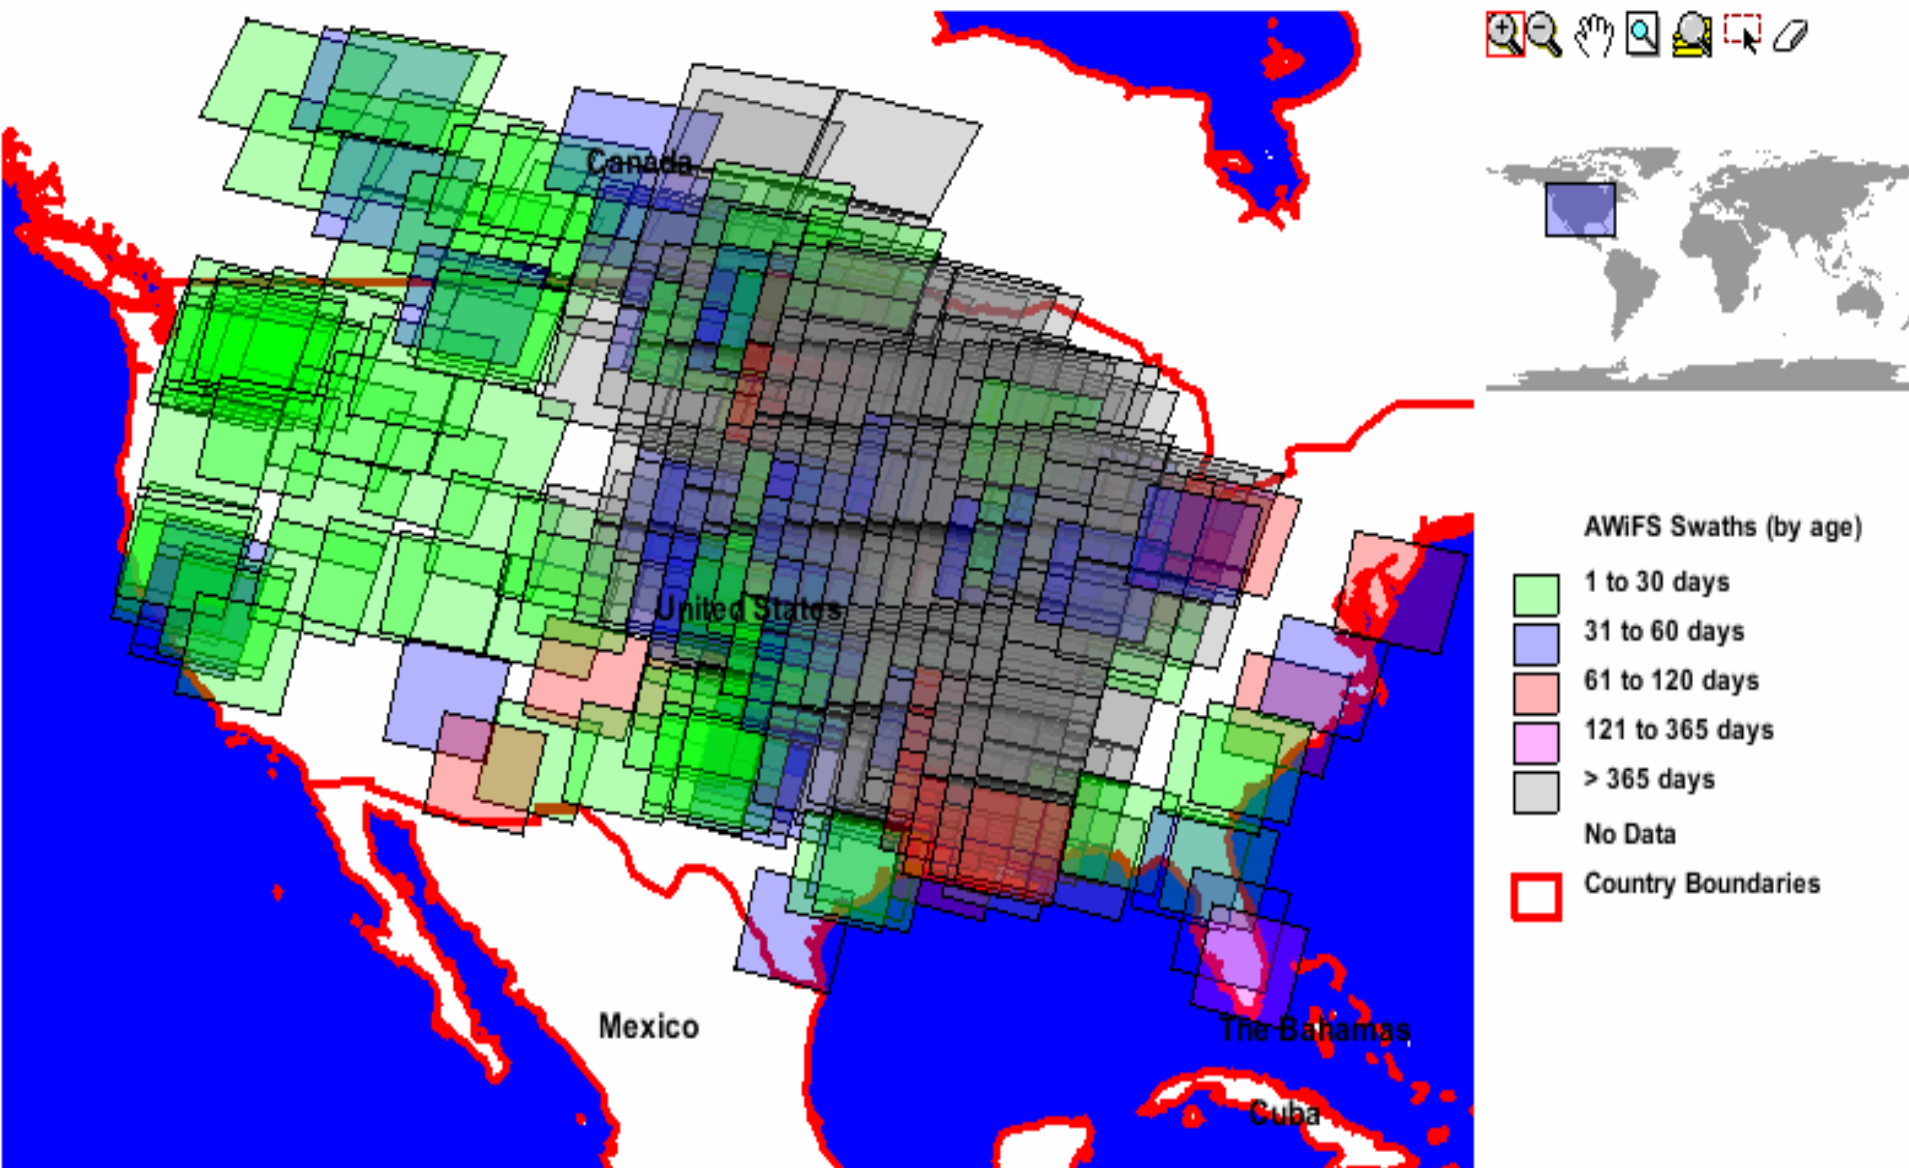 Canada
United States
Mexico
The Bahamas
Cuba
AWiFS Swaths (by age)
1 to 30 days
31 to 60 days
61 to 120 days
121 to 365 days
> 365 days
No Data
Country Boundaries